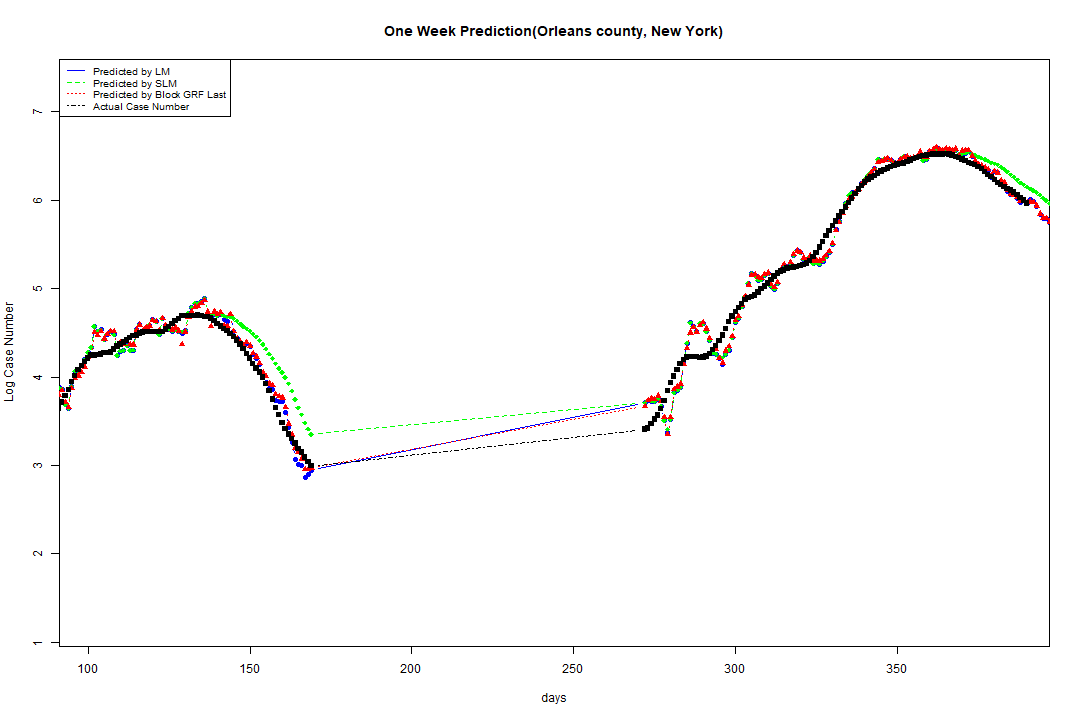 One Week Prediction(Orleans county, New York)
Predicted by LM
Predicted by SLM
Predicted by Block GRF Last
Actual Case Number
Log Case Number
7
6
5
4
3
2
1
100 150 200 250 300 350
days